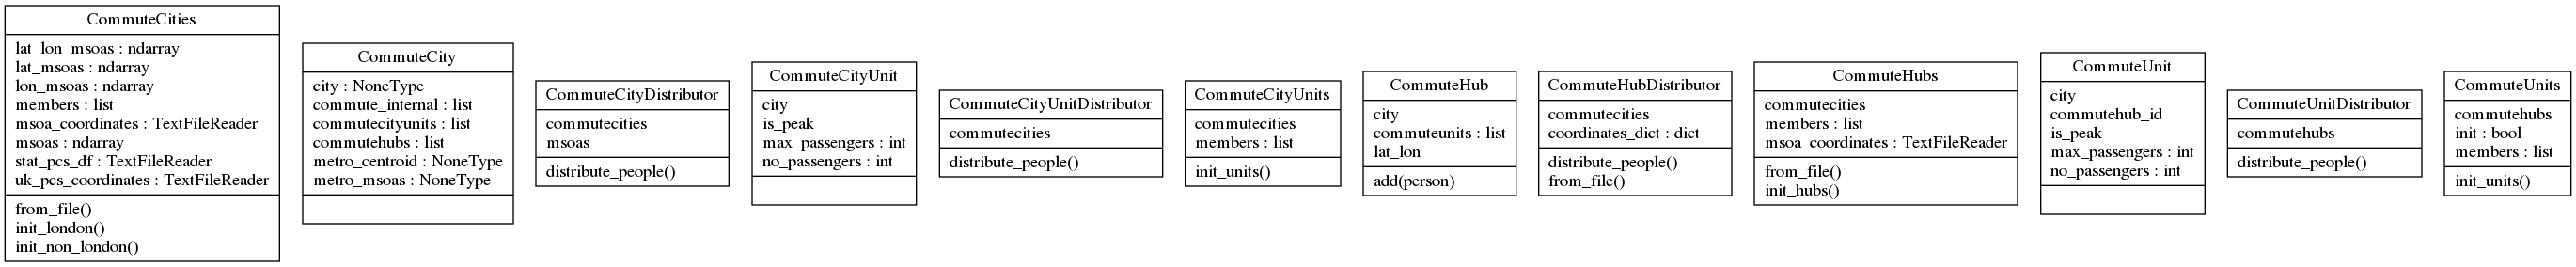 CommuteCities
lat_lon_msoas : ndarray
lat_msoas : ndarray
lon_msoas : ndarray
members : list
msoa_coordinates : TextFileReader
msoas : ndarray
stat_pcs_df : TextFileReader
uk_pcs_coordinates : TextFileReader
from_file()
init_london()
init_non_london()
CommuteCity
city : NoneType
commute_internal : list
commutecityunits : list
commutehubs : list
metro_centroid : NoneType
metro_msoas : NoneType
CommuteCityDistributor
commutecities
msoas
distribute_people()
CommuteCityUnit
city
is_peak
max_passengers : int
no_passengers : int
CommuteCityUnitDistributor
commutecities
distribute_people()
CommuteCityUnits
commutecities
members : list
init_units()
CommuteHub
city
commuteunits : list
lat_lon
add(person)
CommuteHubDistributor
commutecities
coordinates_dict : dict
distribute_people()
from_file()
CommuteHubs
commutecities
members : list
msoa_coordinates : TextFileReader
from_file()
init_hubs()
CommuteUnit
city
commutehub_id
is_peak
max_passengers : int
no_passengers : int
CommuteUnitDistributor
commutehubs
distribute_people()
CommuteUnits
commutehubs
init : bool
members : list
init_units()